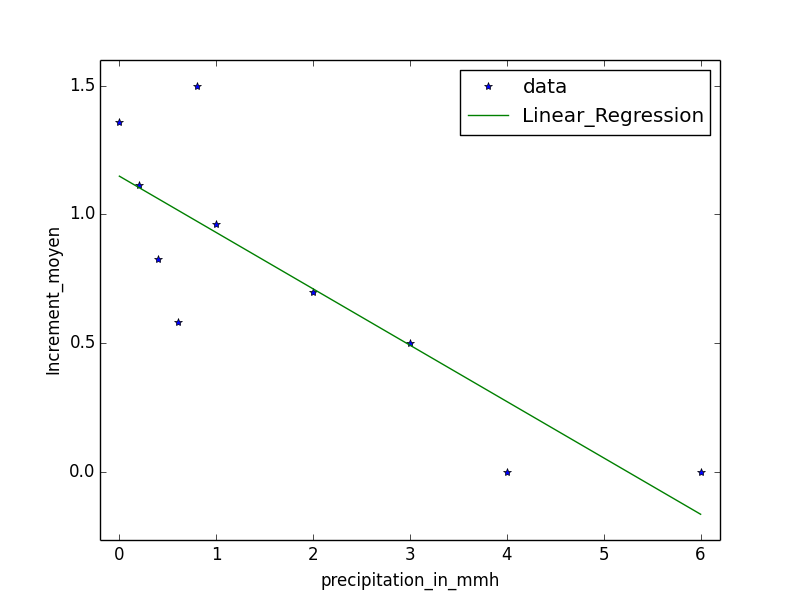 data
Linear_Regression
1.5
1.0
0.5
0.0
Increment_moyen
0 1 2 3 4 5 6
precipitation_in_mmh